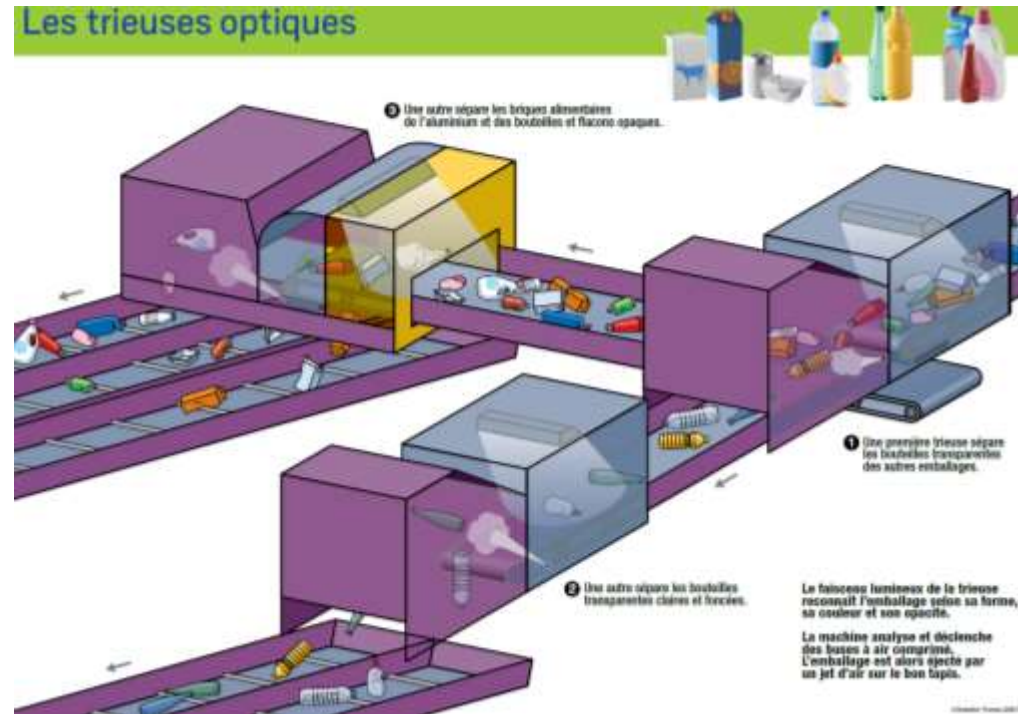 Les trieuses optiques
❸ Une autre sépare les briques alimentaires
de l'aluminium et des bouteilles et flacons opaques.
❶ Une première trieuse sépare
les bouteilles transparentes
des autres emballages.
❷ Une autre sépare les bouteilles
transparentes claires et foncées.
Le faisceau lumineux de la trieuse
reconnaît l'emballage selon sa forme,
sa couleur et son opacité.
La machine analyse et déclenche
des buses à air comprimé.
L'emballage est alors éjecté par
un jet d'air sur le bon tapis.